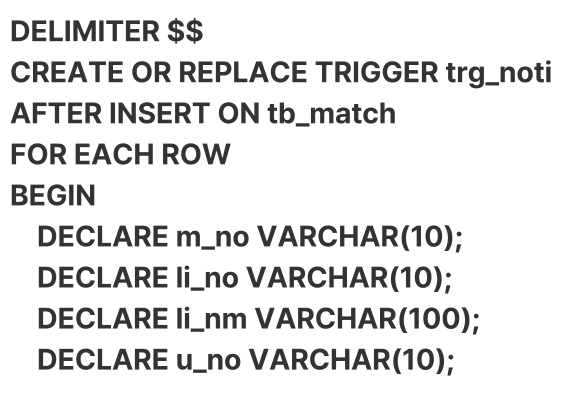 DELIMITER $$
CREATE OR REPLACE TRIGGER trg_noti
AFTER INSERT ON tb_match
FOR EACH ROW
BEGIN
DECLARE m_no VARCHAR(10);
DECLARE li_no VARCHAR(10);
DECLARE li_nm VARCHAR(100);
DECLARE u_no VARCHAR(10);